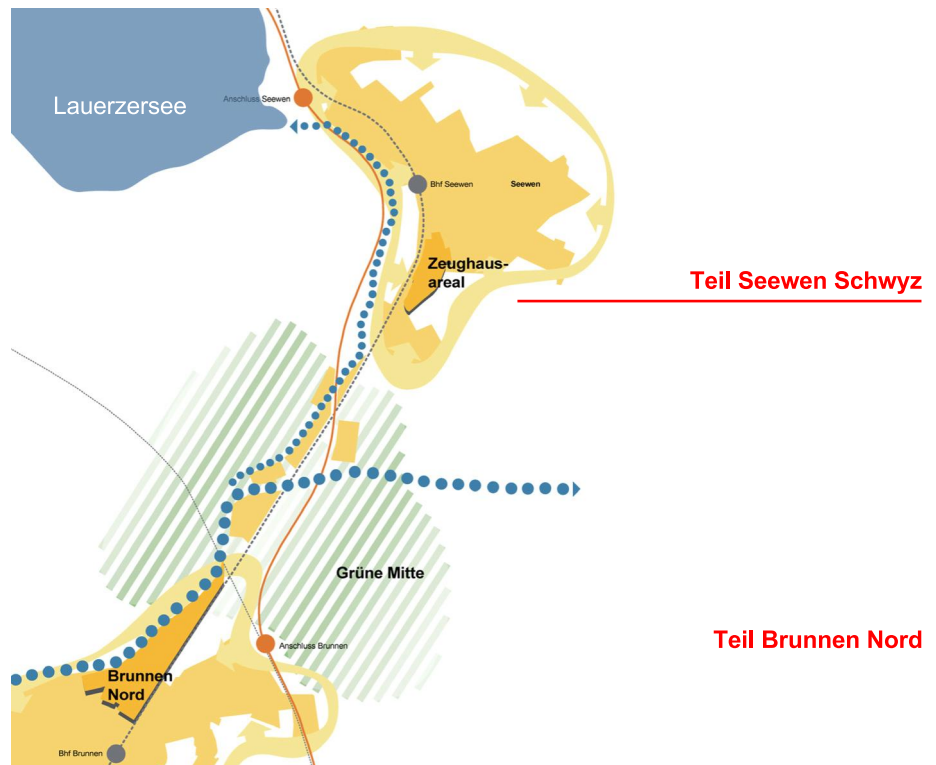 Lauerzersee
Anschluss Seewen
Bhf Seewen
Seewen
Zeughaus-
areal
Teil Seewen Schwyz
Grüne Mitte
Teil Brunnen Nord
Anschluss Brunnen
Brunnen
Nord
Bhf Brunnen